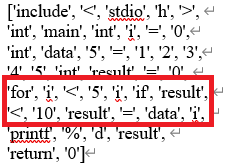 ['include', '<', 'stdio', 'h', '>',
'int', 'main', 'int', 'i', '=', '0',
'int', 'data', '5', '=', '1', '2', '3',
'4', '5', 'int', 'result', '=', '0',
'for', 'i', '<', '5', 'i', 'if', 'result',
'<', '10', 'result', '=', 'data', 'i',
'printf', '%', 'd', 'result',
'return', '0']